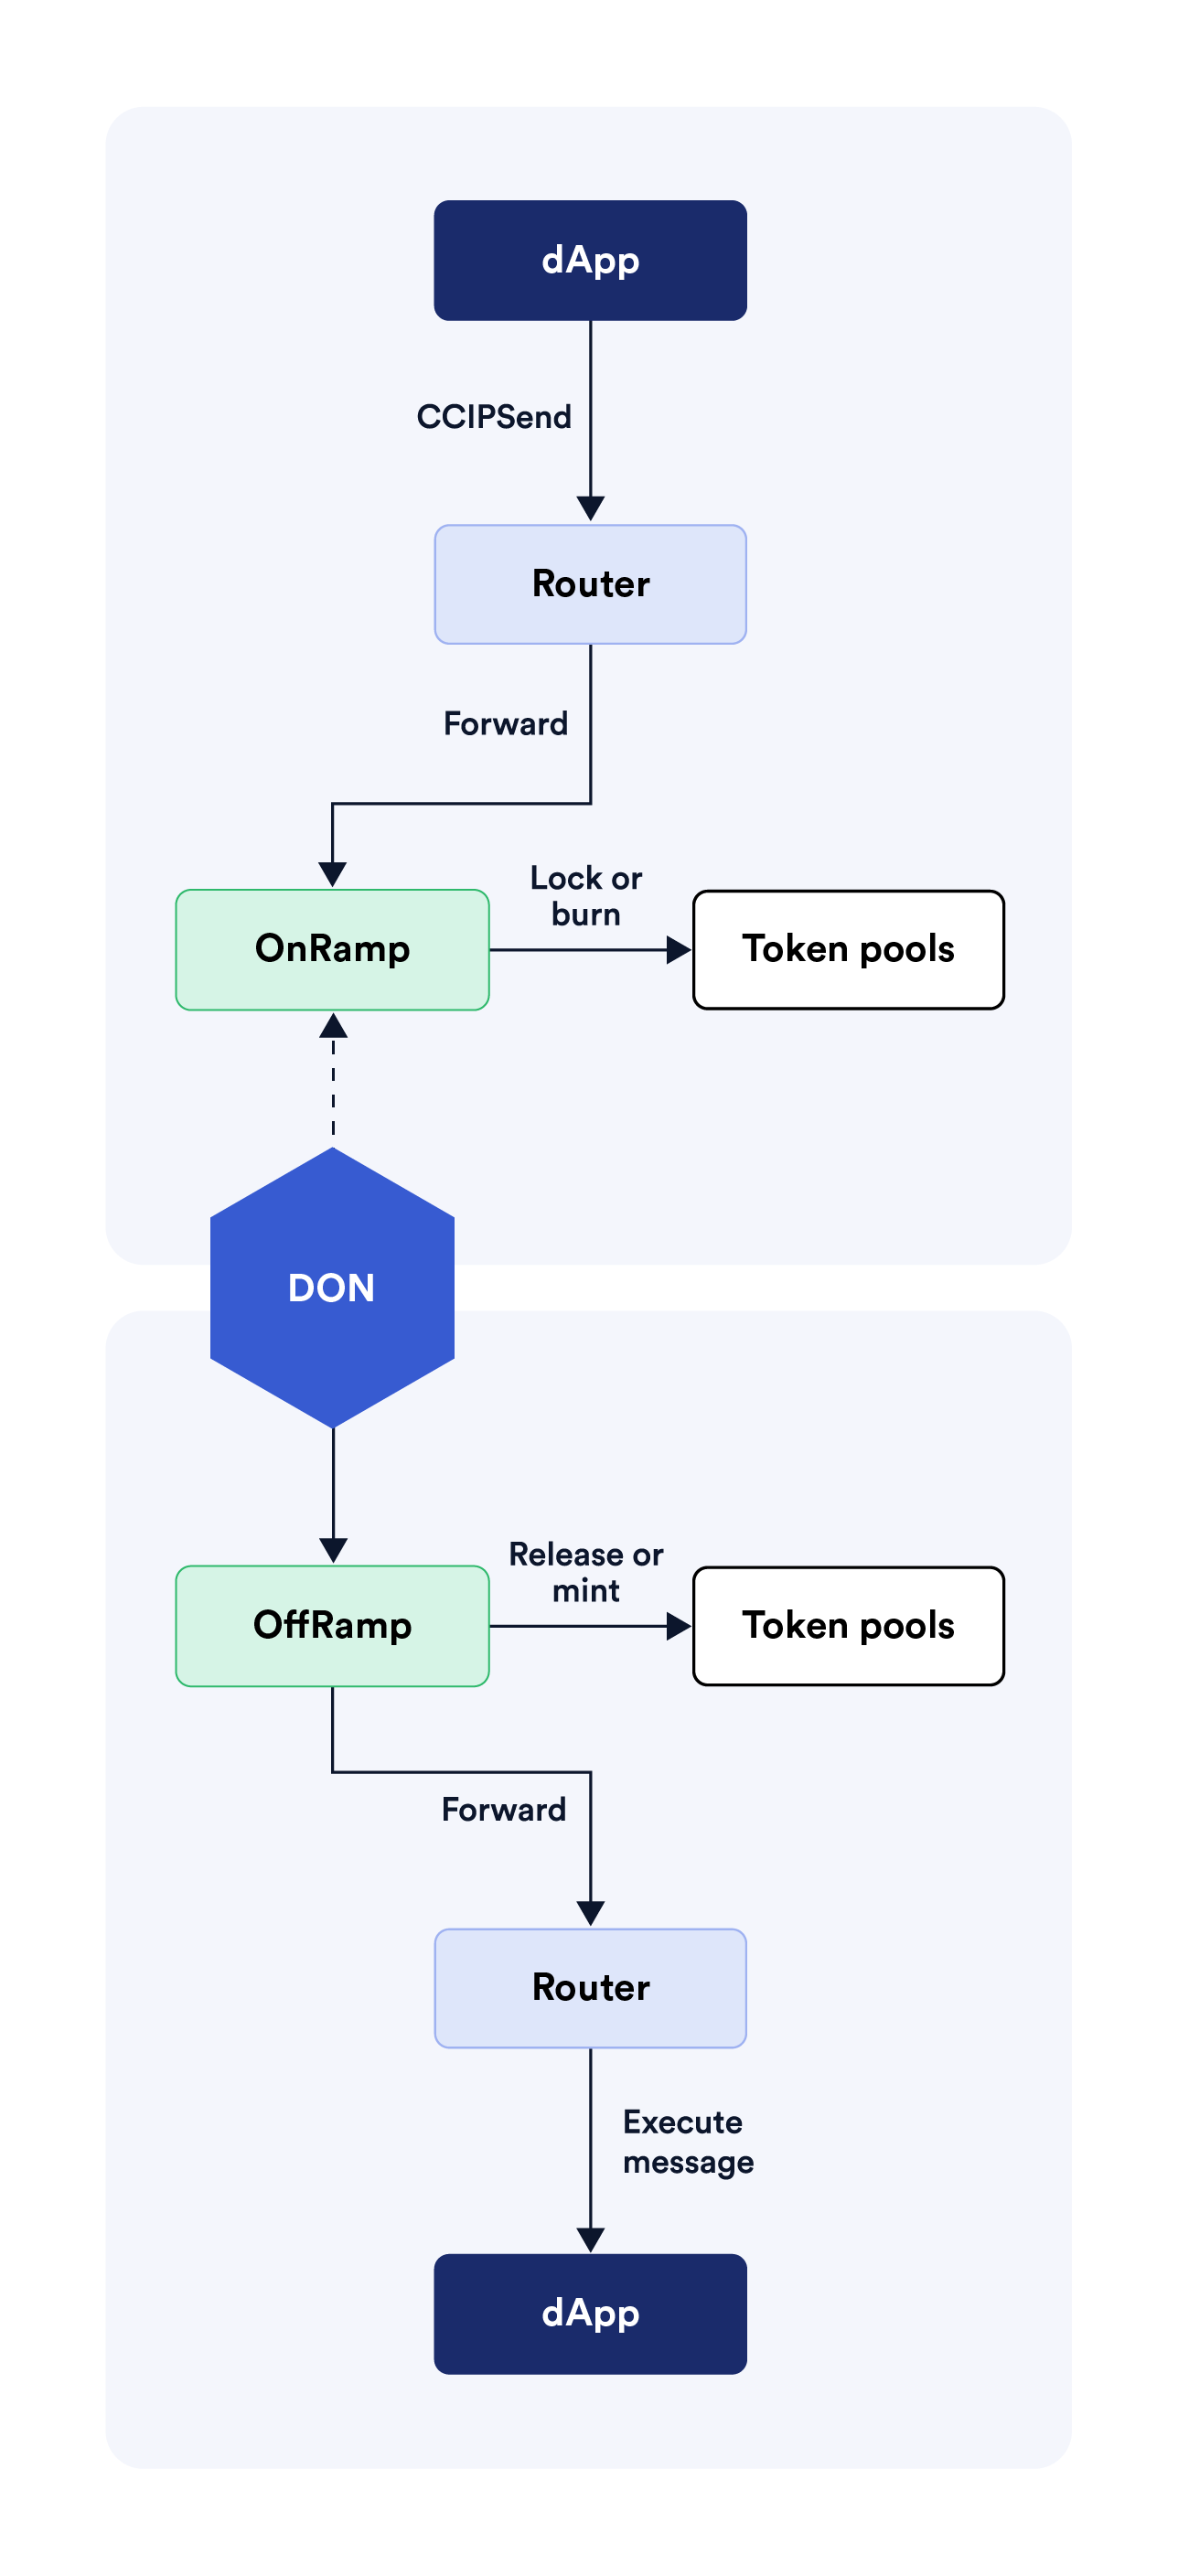 dApp
CCIPSend
Router
Forward
Lock or
burn
OnRamp
Token pools
DON
Release or
mint
OffRamp
Token pools
Forward
Router
Execute
message
dApp